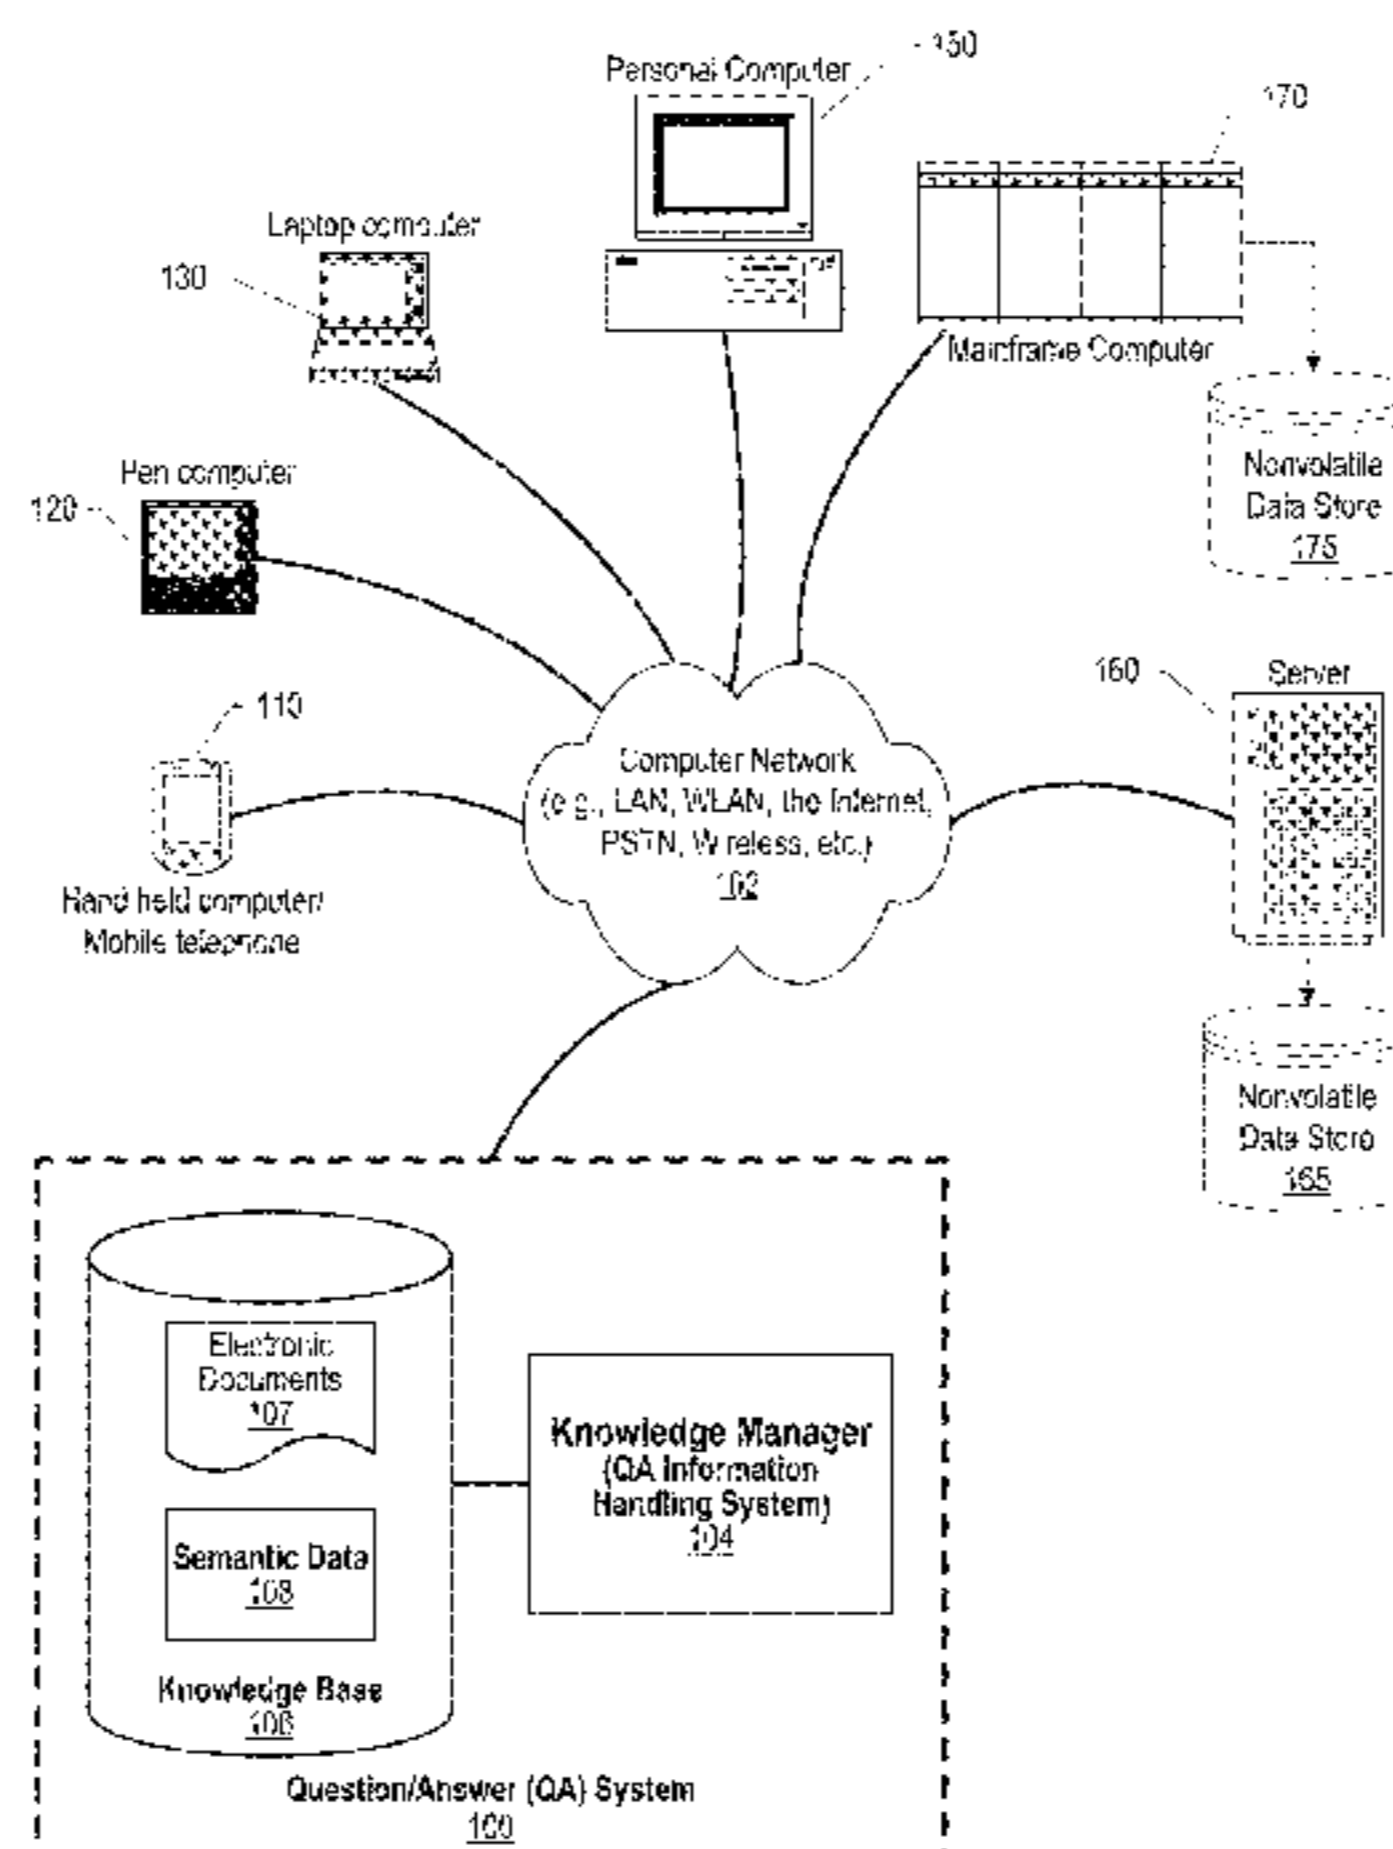 150
Personal Computer
170
Laptop computer
130
Mainframe Computer
Pen computer
120
Nonvolatile
Data Store
175
110
160
Server
Computer Network
(e.g., LAN, WLAN, the Internet,
PSTN, Wireless, etc.)
102
Hand held computer/
Mobile telephone
Nonvolatile
Data Store
165
Electronic
Documents
107
Knowledge Manager
(QA Information
Handling System)
104
Semantic Data
108
Knowledge Base
106
Question/Answer (QA) System
100